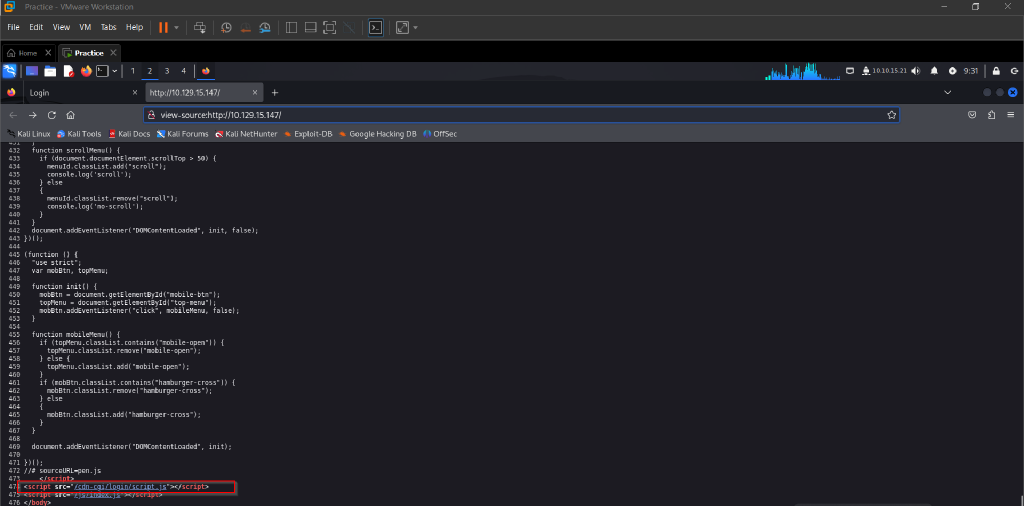 Practice - VMware Workstation
File Edit View VM Tabs Help
Home Practice
1 2 3 4 10.10.15.21 9:31
Login http://10.129.15.147/
view-source:http://10.129.15.147/
Kali Linux Kali Tools Kali Docs Kali Forums Kali NetHunter Exploit-DB Google Hacking DB OffSec
431 }
432 function scrollMenu() {
433 if (document.documentElement.scrollTop > 50) {
434 menuId.classList.add("scroll");
435 console.log('scroll');
436 } else
437 {
438 menuId.classList.remove("scroll");
439 console.log('no-scroll');
440 }
441 }
442 document.addEventListener("DOMContentLoaded", init, false);
443 })();
444
445 (function () {
446 "use strict";
447 var mobBtn, topMenu;
448
449 function init() {
450 mobBtn = document.getElementById("mobile-btn");
451 topMenu = document.getElementById("top-menu");
452 mobBtn.addEventListener("click", mobileMenu, false);
453 }
454
455 function mobileMenu() {
456 if (topMenu.classList.contains("mobile-open")) {
457 topMenu.classList.remove("mobile-open");
458 } else {
459 topMenu.classList.add("mobile-open");
460 }
461 if (mobBtn.classList.contains("hamburger-cross")) {
462 mobBtn.classList.remove("hamburger-cross");
463 } else
464 {
465 mobBtn.classList.add("hamburger-cross");
466 }
467 }
468
469 document.addEventListener("DOMContentLoaded", init);
470
471 })();
472 //# sourceURL=pen.js
473 </script>
474 <script src="/cdn-cgi/login/script.js"></script>
475 <script src="/js/index.js"></script>
476 </body>